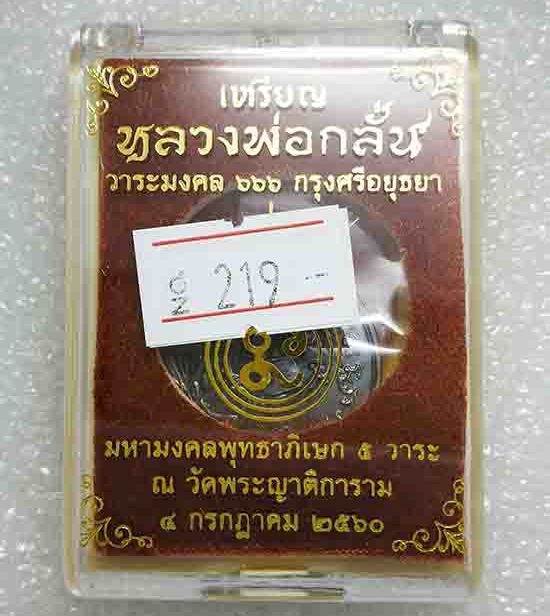 เหรียญ
หลวงพ่อกลั่น
วาระมงคล ๖๖๖ กรุงศรีอยุธยา
219 -
มหามงคลพุทธาภิเษก ๕ วาระ
ณ วัดพระญาติการาม
๔ กรกฎาคม ๒๕๖๐